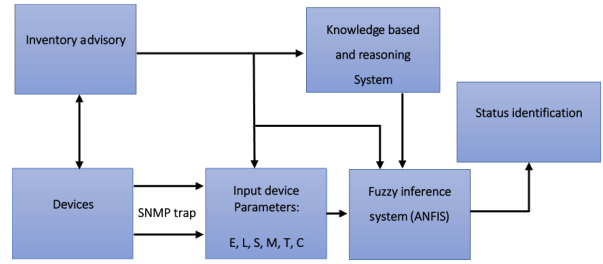 Inventory advisory
Knowledge based
and reasoning
System
Status identification
Devices
SNMP trap
Input device
Parameters:
E, L, S, M, T, C
Fuzzy inference
system (ANFIS)